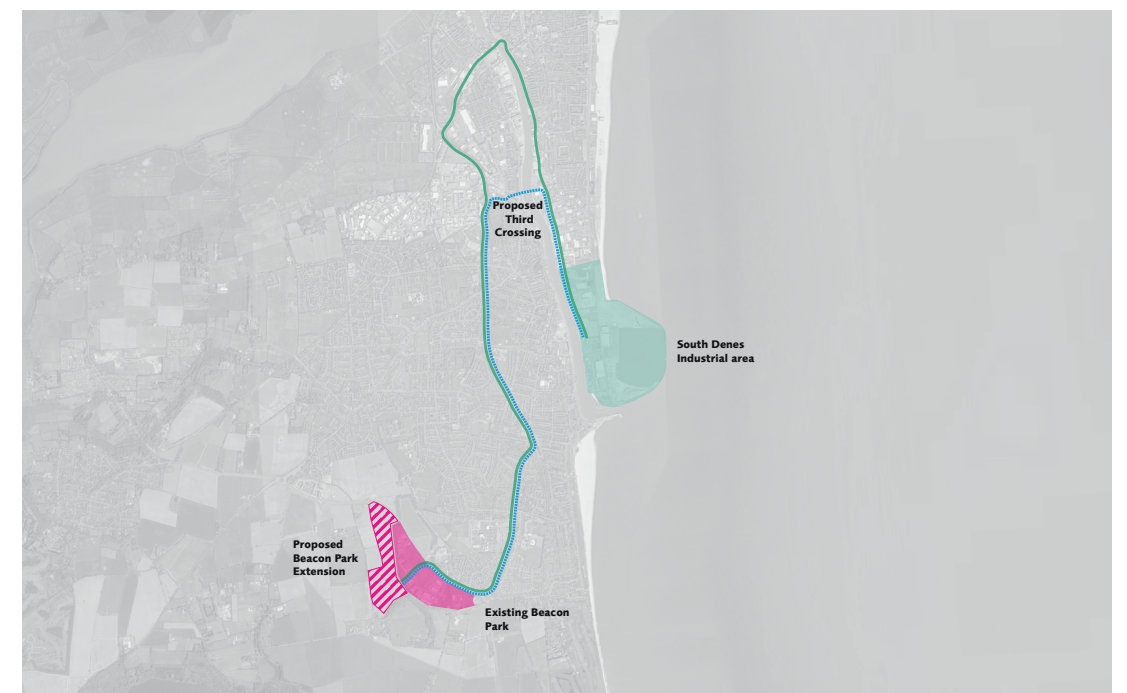 Proposed
Third
Crossing
South Denes
Industrial area
Proposed
Beacon Park
Extension
Existing Beacon
Park